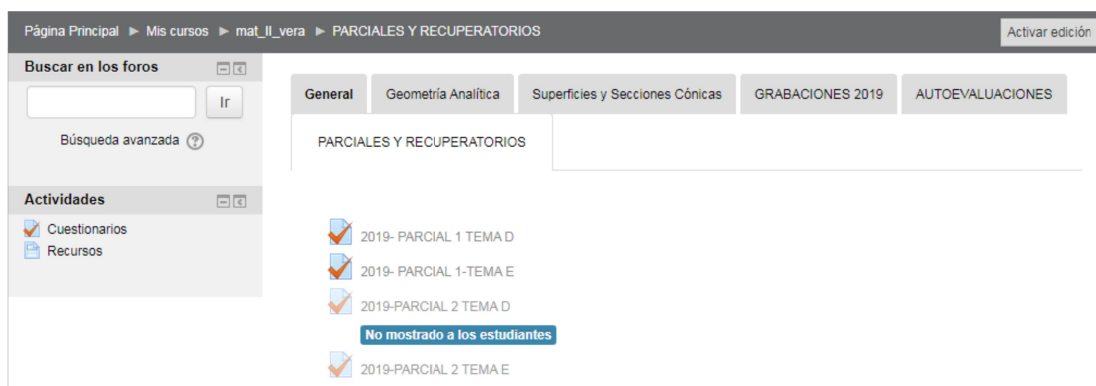 Página Principal ► Mis cursos ► mat_II_vera ► PARCIALES Y RECUPERATORIOS
Activar edición
Buscar en los foros
Ir
Búsqueda avanzada ?
Actividades
Cuestionarios
Recursos
General Geometría Analítica Superficies y Secciones Cónicas GRABACIONES 2019 AUTOEVALUACIONES
PARCIALES Y RECUPERATORIOS
2019- PARCIAL 1 TEMA D
2019- PARCIAL 1-TEMA E
2019-PARCIAL 2 TEMA D
No mostrado a los estudiantes
2019-PARCIAL 2 TEMA E